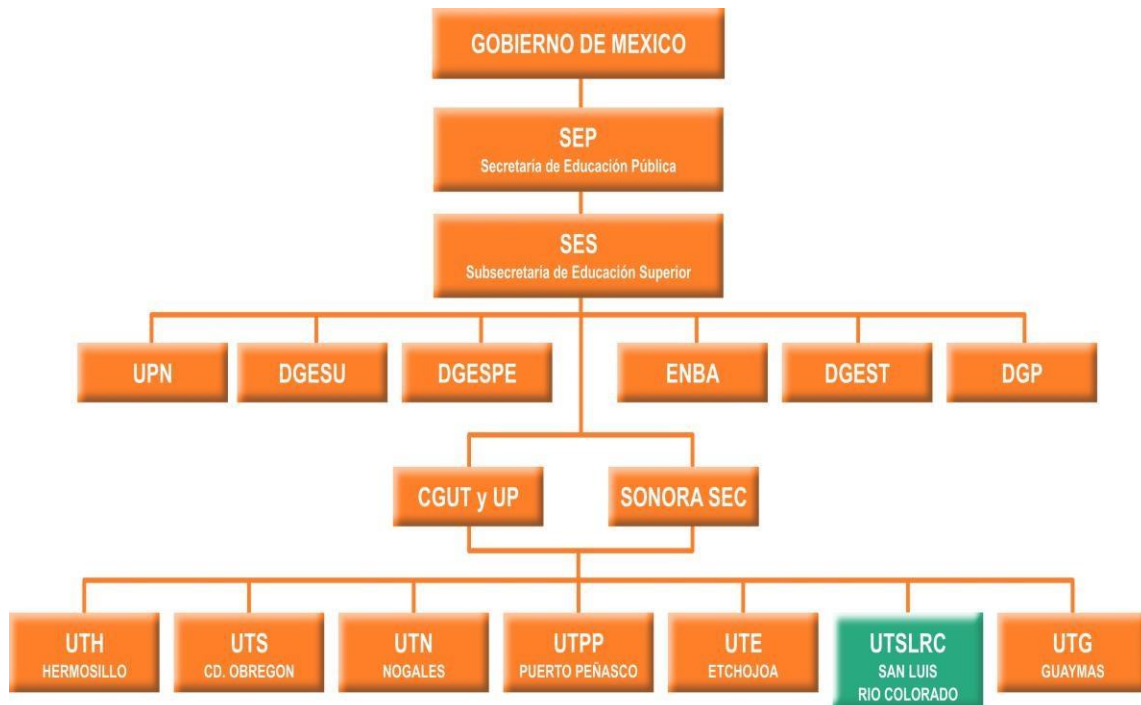 GOBIERNO DE MEXICO
SEP
Secretaría de Educación Pública
SES
Subsecretaría de Educación Superior
UPN
DGESU
DGESPE
ENBA
DGEST
DGP
CGUT y UP
SONORA SEC
UTH
HERMOSILLO
UTS
CD. OBREGON
UTN
NOGALES
UTPP
PUERTO PEÑASCO
UTE
ETCHOJOA
UTSLRC
SAN LUIS
RIO COLORADO
UTG
GUAYMAS